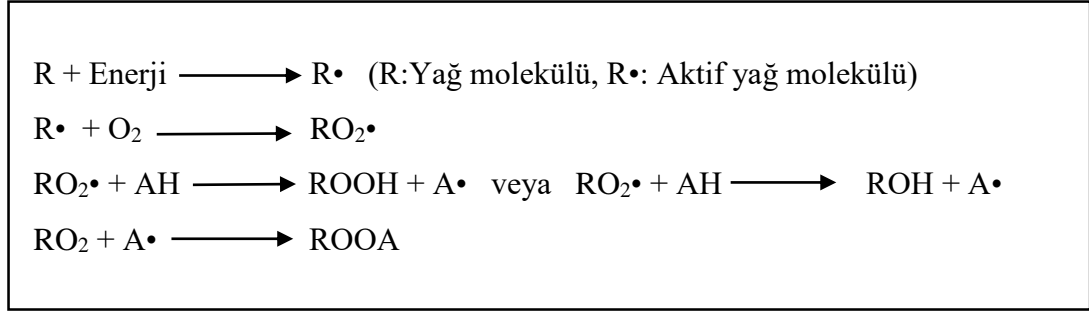 R + Enerji ⟶ R• (R:Yağ molekülü, R•: Aktif yağ molekülü)
R• + O₂ ⟶ RO₂•
RO₂• + AH ⟶ ROOH + A• veya RO₂• + AH ⟶ ROH + A•
RO₂ + A• ⟶ ROOA